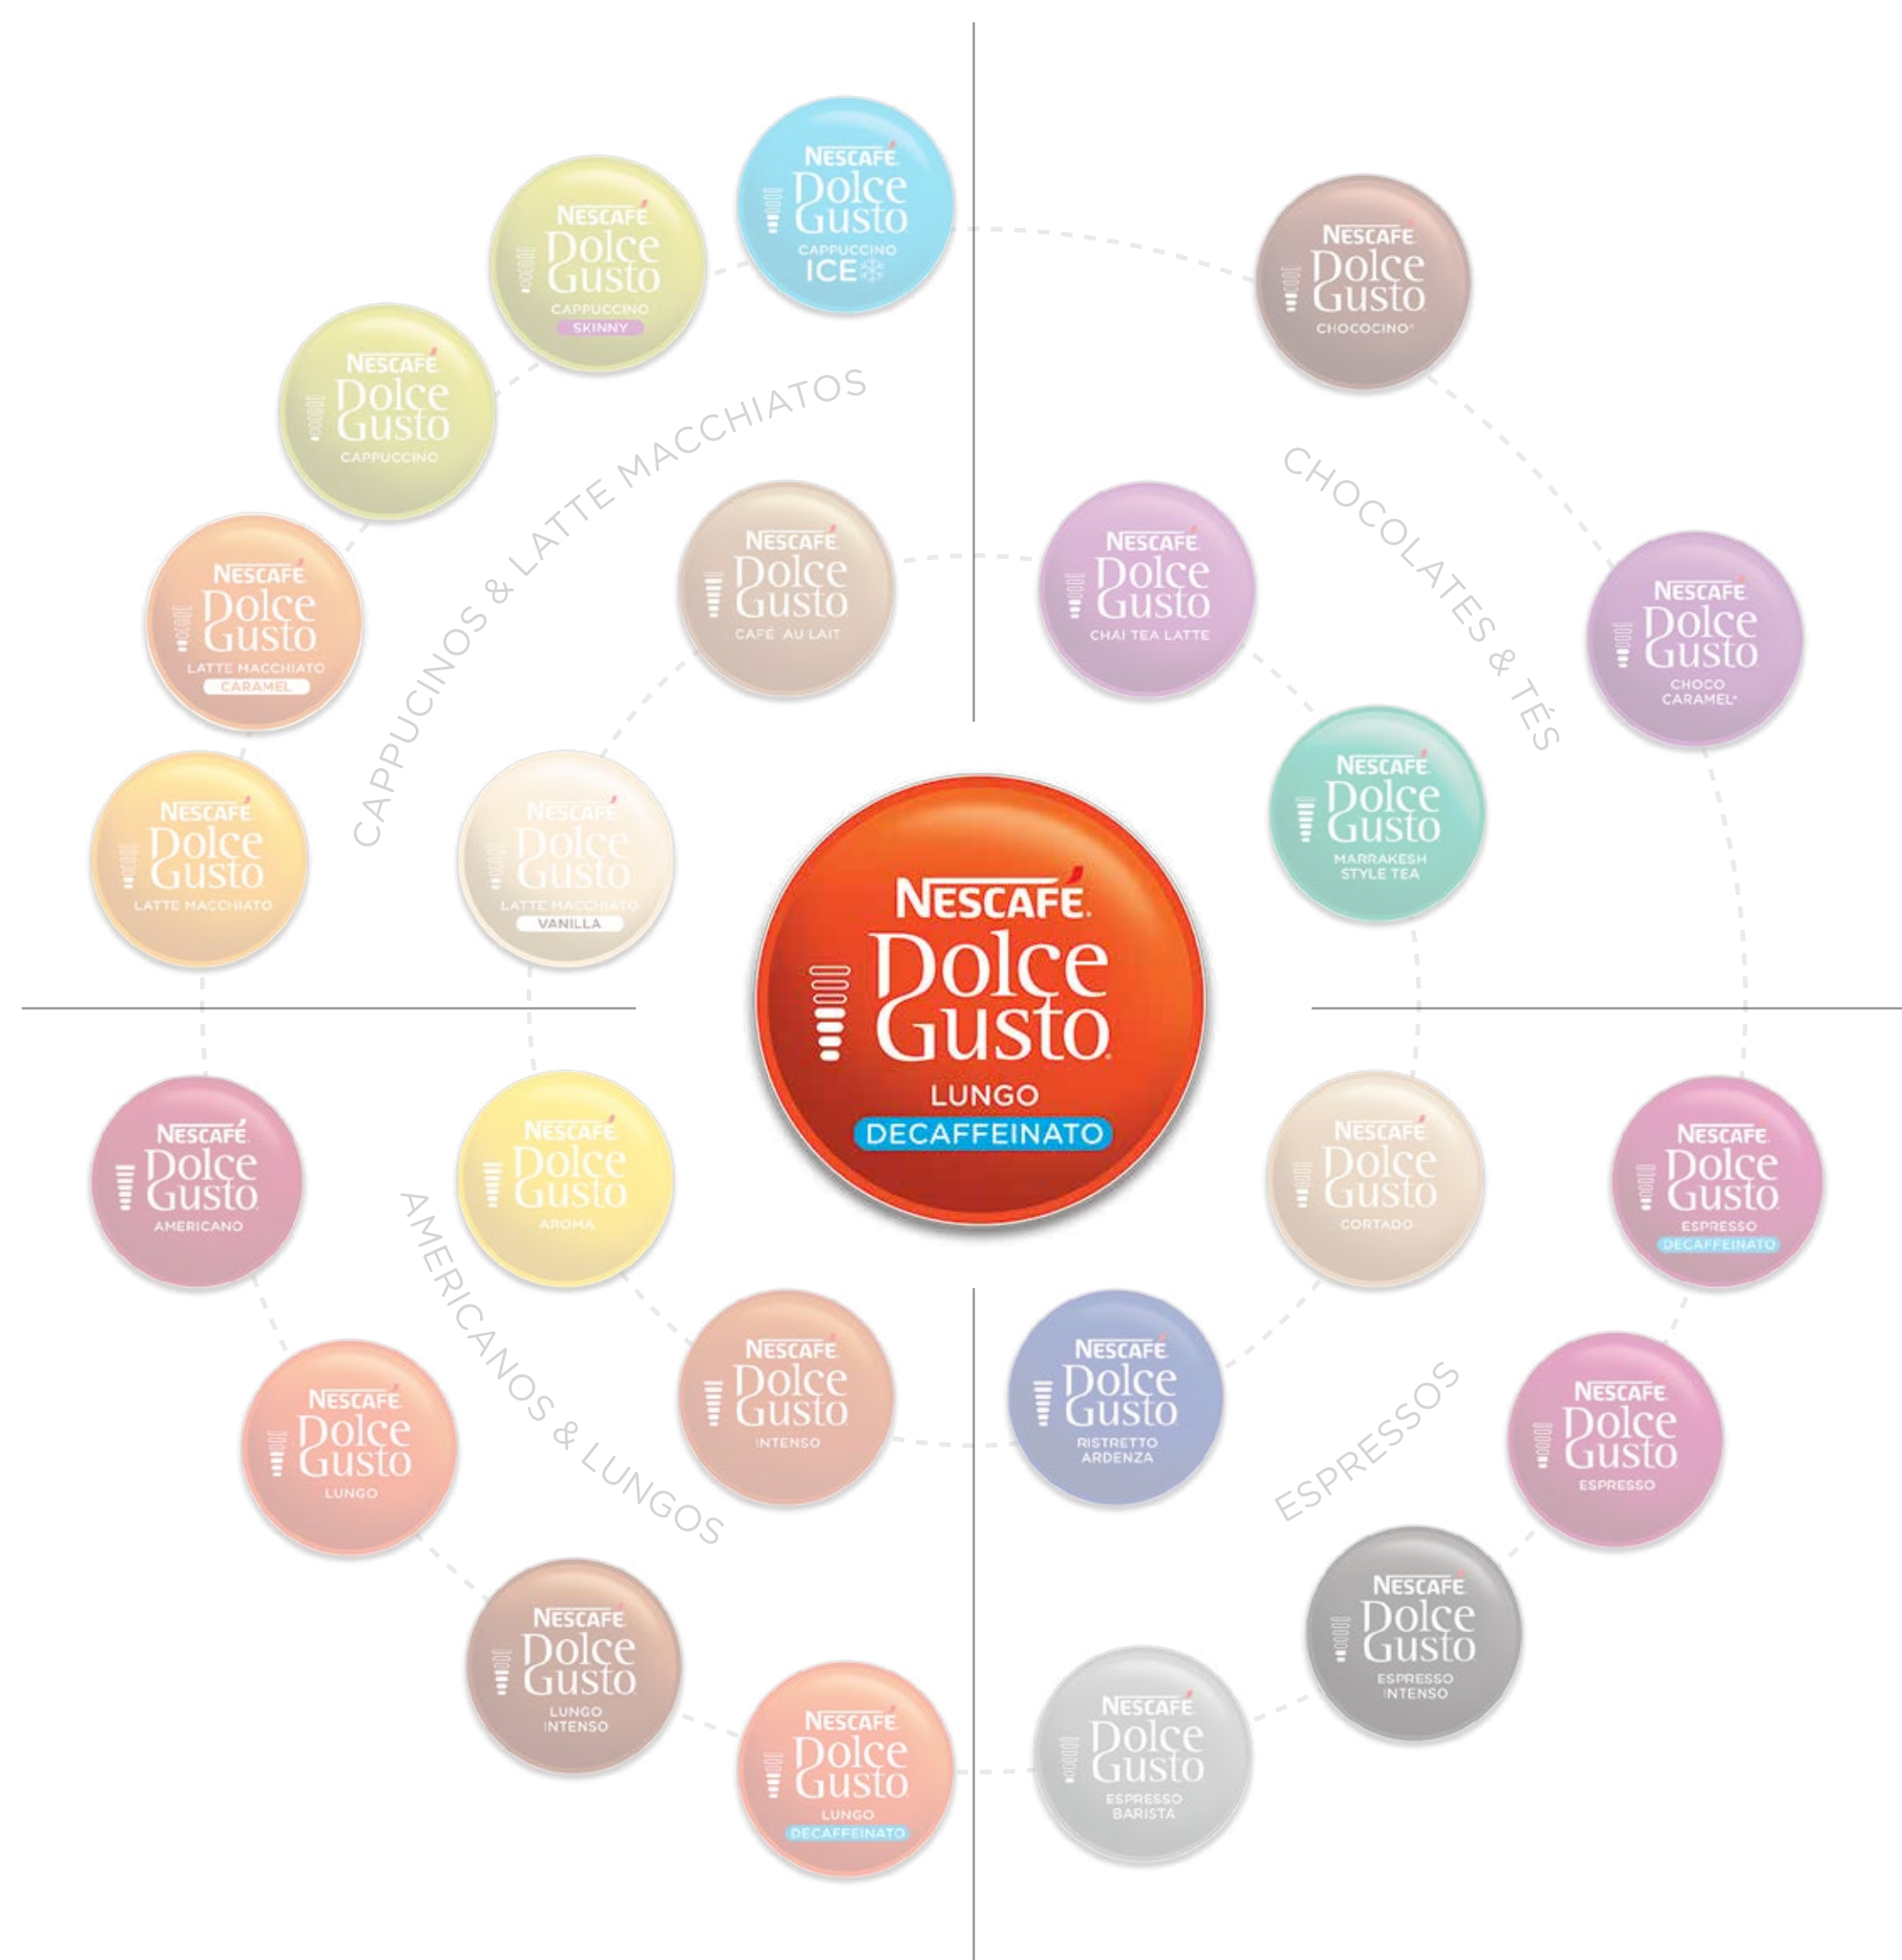 NESCAFÉ
Dolce
Gusto
CAPPUCCINO
ICE
NESCAFÉ
Dolce
Gusto
CAPPUCCINO
SKINNY
NESCAFÉ
Dolce
Gusto
CAPPUCCINO
NESCAFÉ
Dolce
Gusto
LATTE MACCHIATO
CARAMEL
NESCAFÉ
Dolce
Gusto
LATTE MACCHIATO
CAPPUCINOS & LATTE MACCHIATOS
NESCAFÉ
Dolce
Gusto
CAFÉ AU LAIT
NESCAFÉ
Dolce
Gusto
LATTE MACCHIATO
VANILLA
NESCAFÉ
Dolce
Gusto
CHOCOCINO*
CHOCOLATES & TÉS
NESCAFÉ
Dolce
Gusto
CHAI TEA LATTE
NESCAFÉ
Dolce
Gusto
CHOCO
CARAMEL*
NESCAFÉ
Dolce
Gusto
MARRAKESH
STYLE TEA
NESCAFÉ.
Dolce
Gusto
LUNGO
DECAFFEINATO
NESCAFÉ
Dolce
Gusto
AMERICANO
NESCAFÉ
Dolce
Gusto
AROMA
AMERICANOS & LUNGOS
NESCAFÉ
Dolce
Gusto
INTENSO
NESCAFÉ
Dolce
Gusto
LUNGO
NESCAFÉ
Dolce
Gusto
LUNGO
INTENSO
NESCAFÉ
Dolce
Gusto
LUNGO
DECAFFEINATO
NESCAFÉ
Dolce
Gusto
CORTADO
NESCAFÉ
Dolce
Gusto
ESPRESSO
DECAFFEINATO
NESCAFÉ
Dolce
Gusto
RISTRETTO
ARDENZA
ESPRESSOS
NESCAFÉ
Dolce
Gusto
ESPRESSO
NESCAFÉ
Dolce
Gusto
ESPRESSO
INTENSO
NESCAFÉ
Dolce
Gusto
ESPRESSO
BARISTA